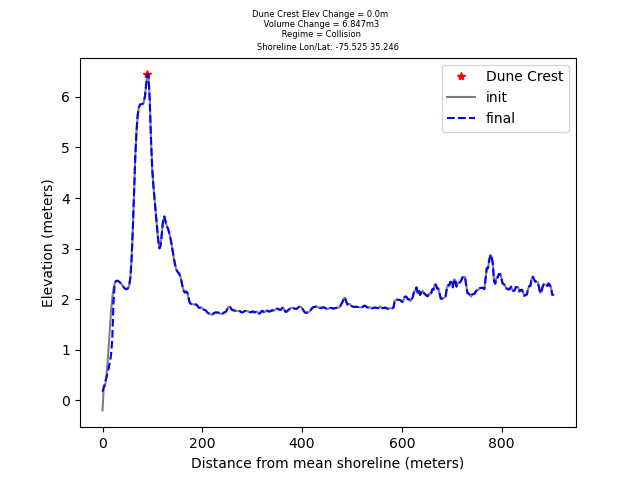 Dune Crest Elev Change = 0.0m
Volume Change = 6.847m3
Regime = Collision
Shoreline Lon/Lat: -75.525 35.246
Dune Crest
init
final
Elevation (meters)
6
5
4
3
2
1
0
0 200 400 600 800
Distance from mean shoreline (meters)